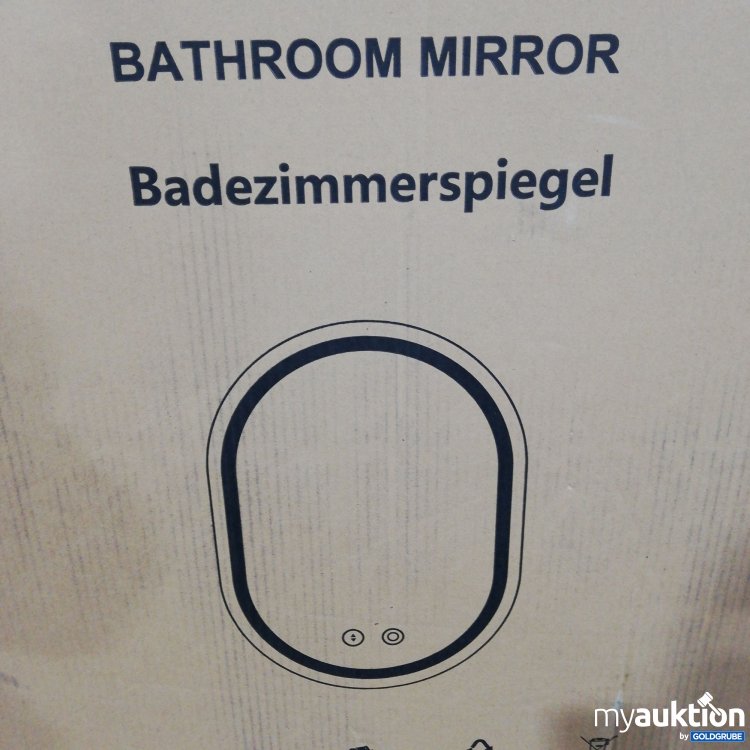 BATHROOM MIRROR
Badezimmerspiegel
myauktion
by GOLDGRUBE